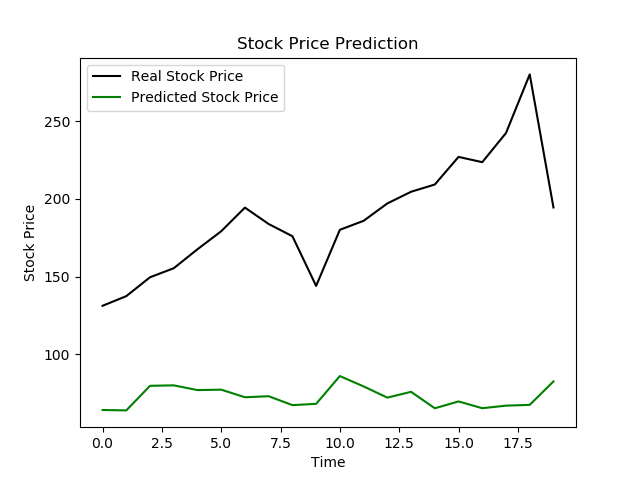 Stock Price Prediction
Real Stock Price
Predicted Stock Price
Stock Price
250
200
150
100
0.0 2.5 5.0 7.5 10.0 12.5 15.0 17.5
Time